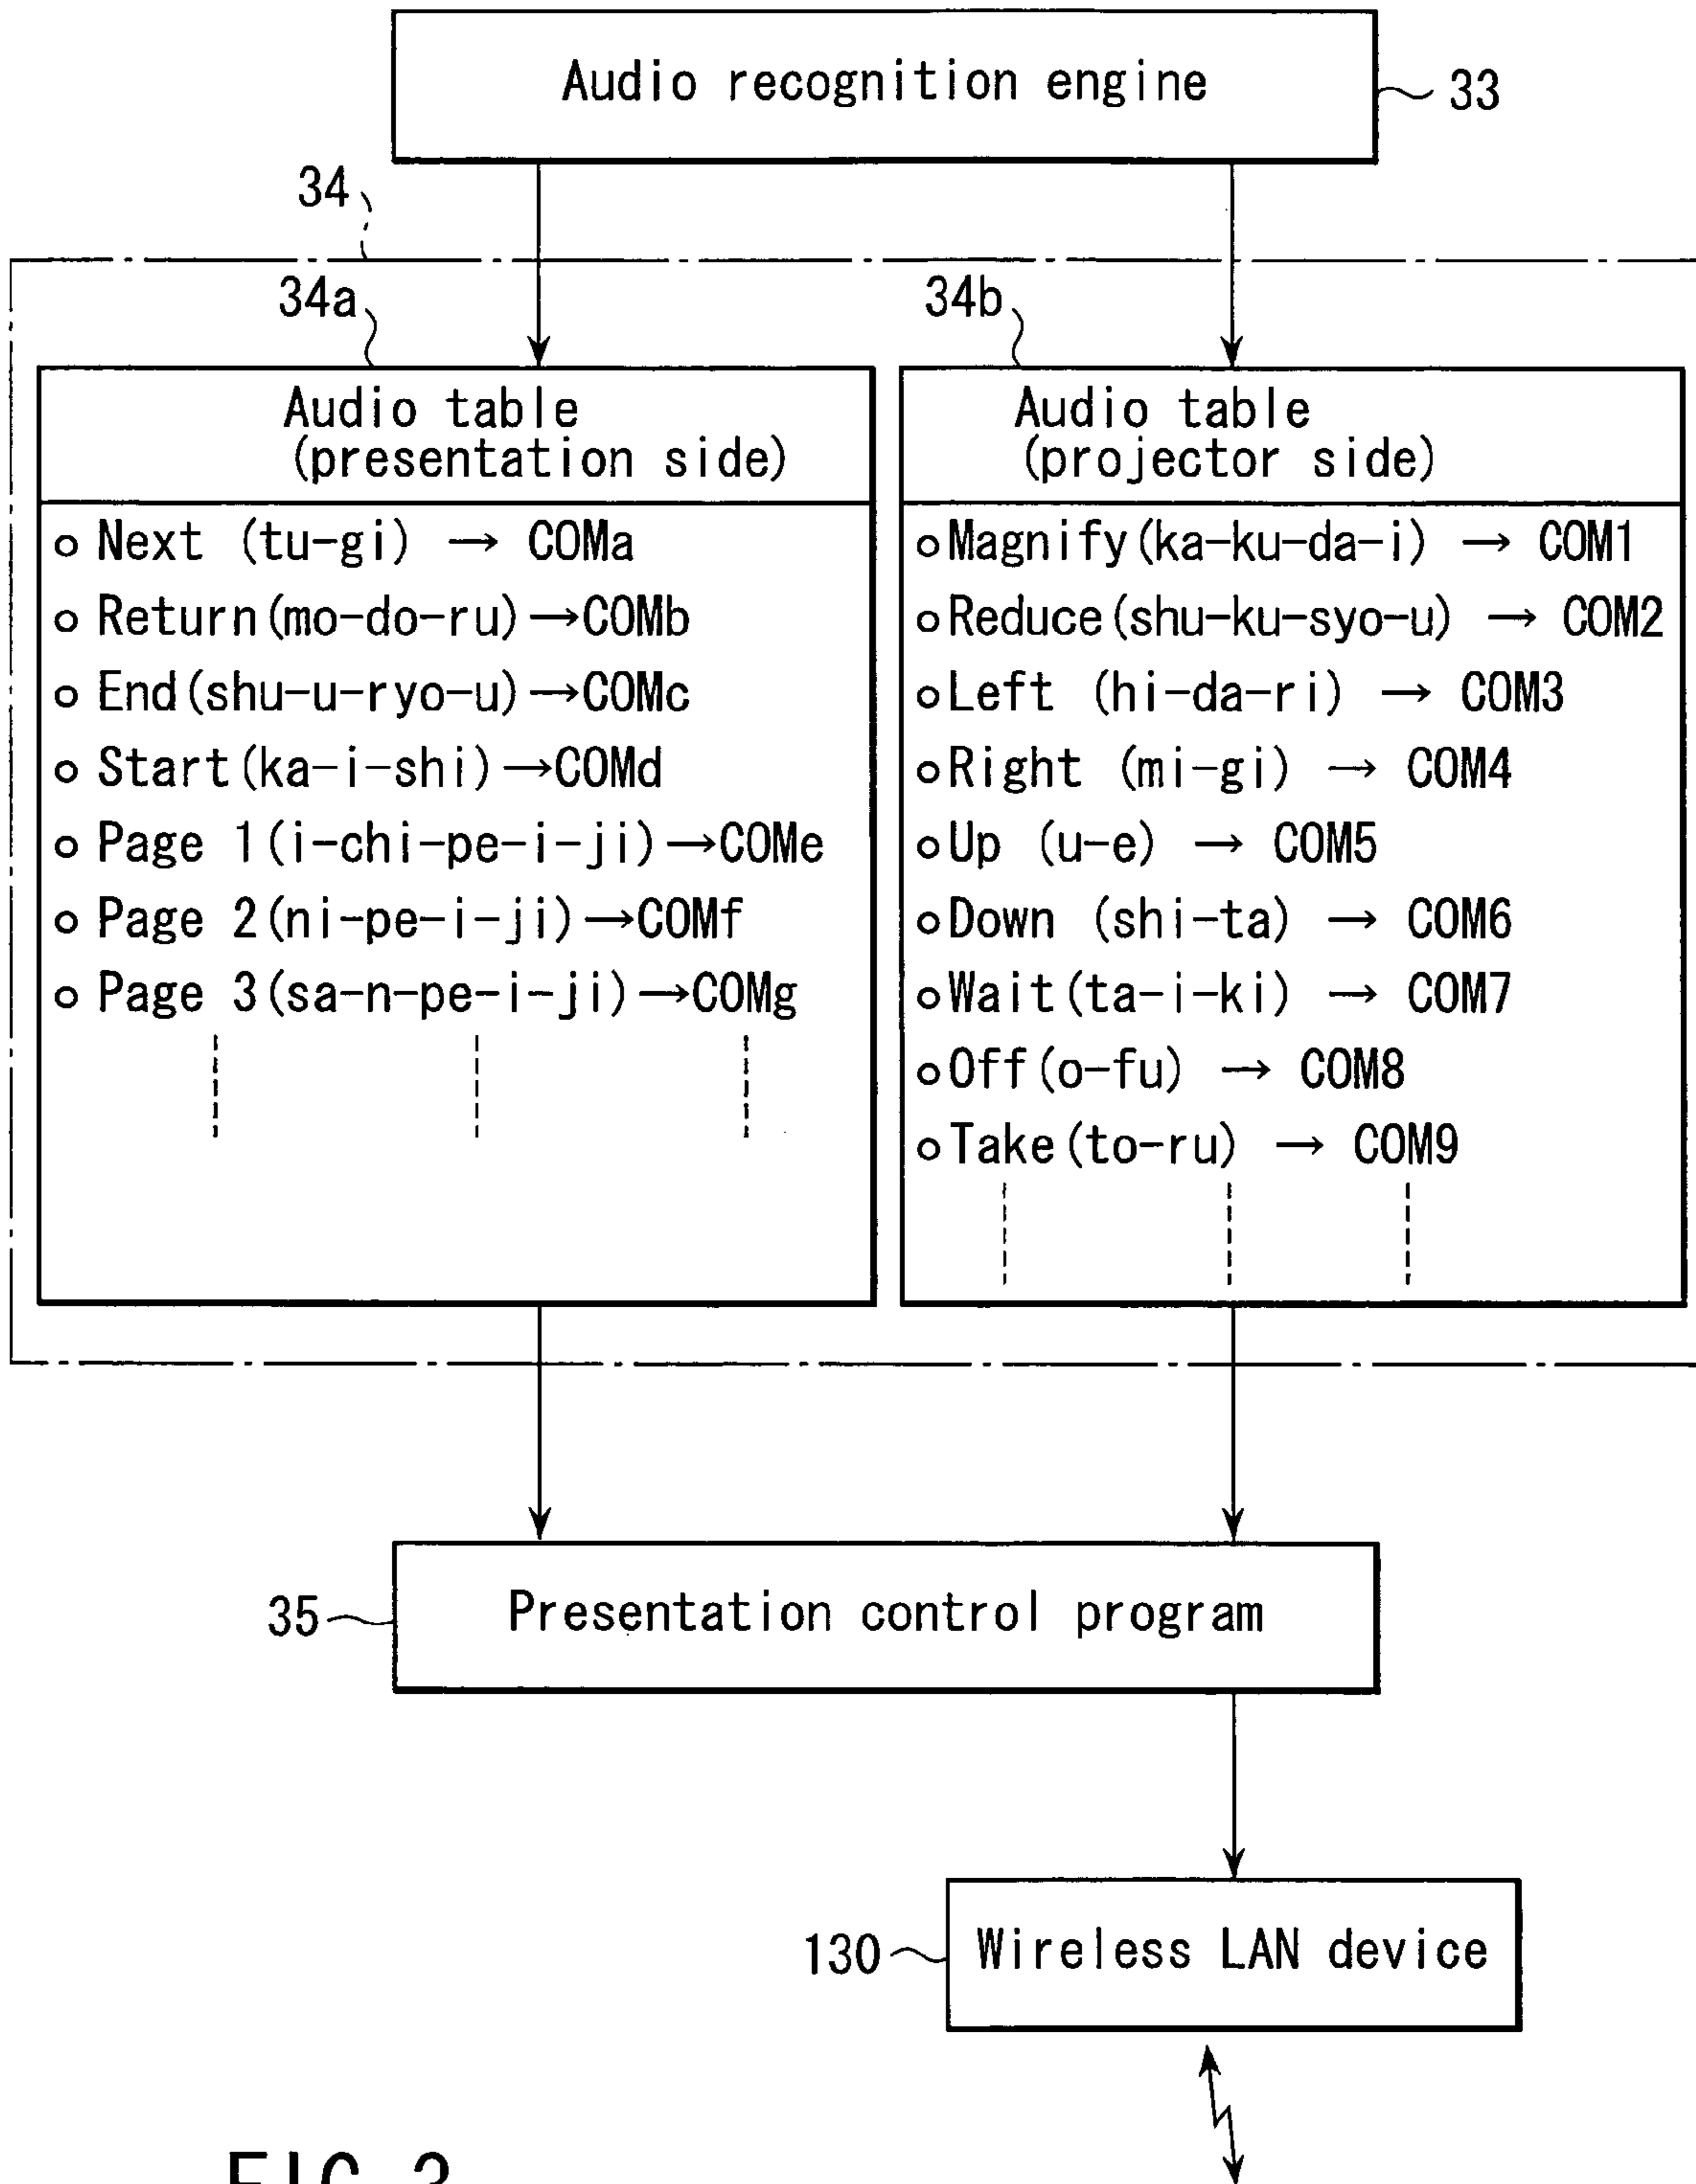 Audio recognition engine
33
34
34a
Audio table
(presentation side)
○ Next (tu-gi) → COMa
○ Return(mo-do-ru)→COMb
○ End(shu-u-ryo-u)→COMc
○ Start(ka-i-shi)→COMd
○ Page 1(i-chi-pe-i-ji)→COMe
○ Page 2(ni-pe-i-ji)→COMf
○ Page 3(sa-n-pe-i-ji)→COMg
34b
Audio table
(projector side)
○Magnify(ka-ku-da-i) → COM1
○Reduce(shu-ku-syo-u) → COM2
○Left (hi-da-ri) → COM3
○Right (mi-gi) → COM4
○Up (u-e) → COM5
○Down (shi-ta) → COM6
○Wait(ta-i-ki) → COM7
○Off(o-fu) → COM8
○Take(to-ru) → COM9
35
Presentation control program
130
Wireless LAN device
FIG